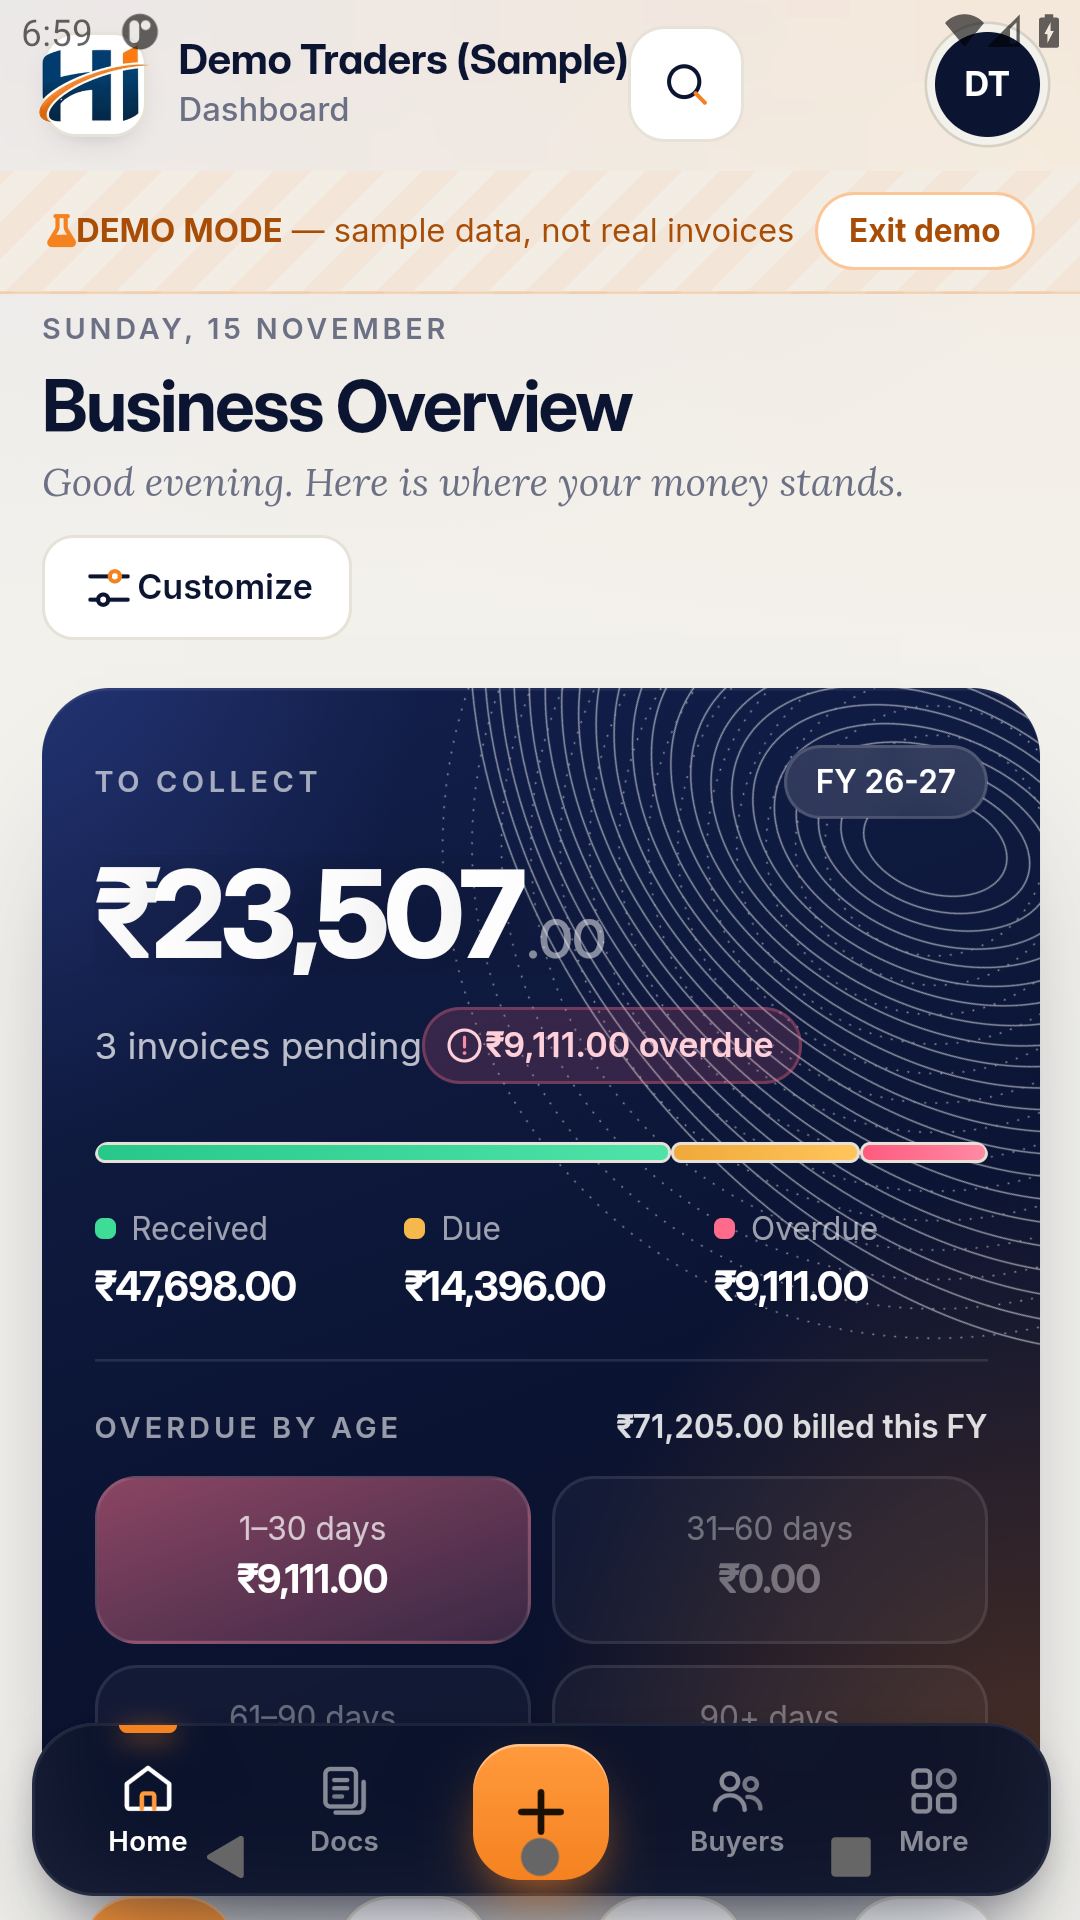 6:59
HI
Demo Traders (Sample)
Dashboard
DT
DEMO MODE — sample data, not real invoices
Exit demo
SUNDAY, 15 NOVEMBER
Business Overview
Good evening. Here is where your money stands.
Customize
TO COLLECT
FY 26-27
₹23,507.00
3 invoices pending
₹9,111.00 overdue
Received
Due
Overdue
₹47,698.00
₹14,396.00
₹9,111.00
OVERDUE BY AGE
₹71,205.00 billed this FY
1–30 days
₹9,111.00
31–60 days
₹0.00
61–90 days
90+ days
Home
Docs
Buyers
More